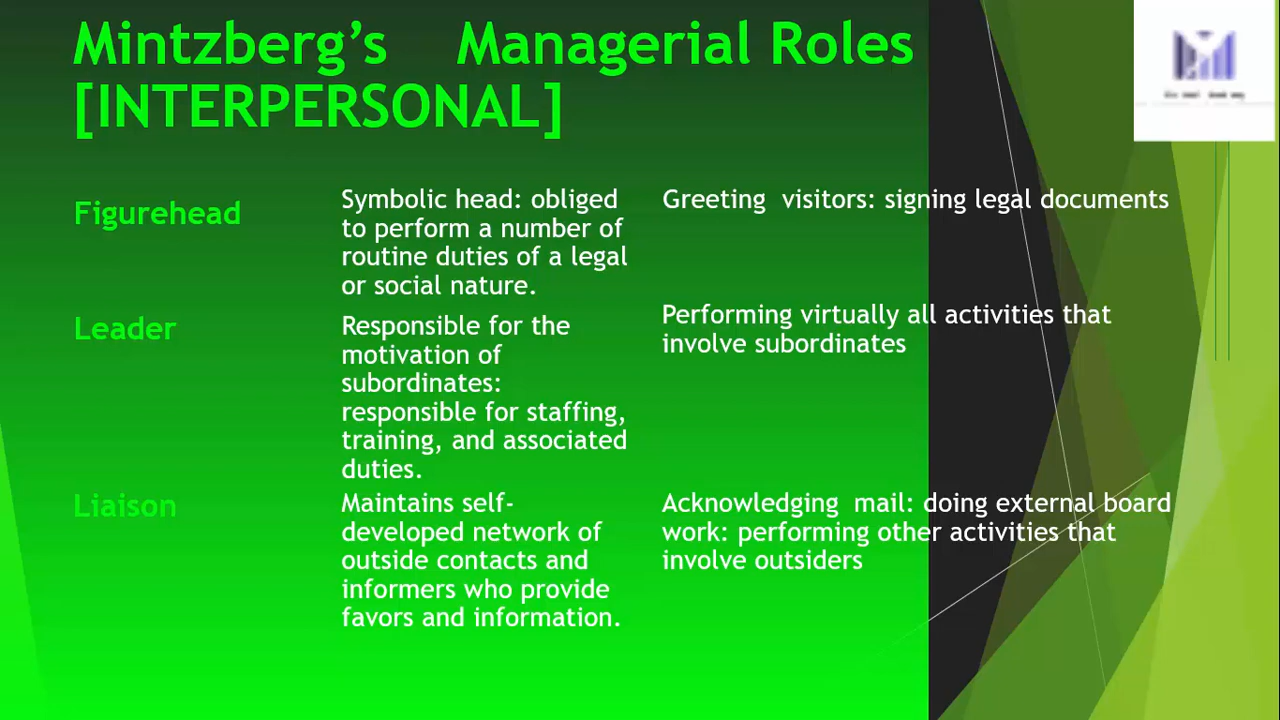 Mintzberg’s Managerial Roles
[INTERPERSONAL]
Figurehead
Symbolic head: obliged
to perform a number of
routine duties of a legal
or social nature.
Greeting visitors: signing legal documents
Leader
Responsible for the
motivation of
subordinates:
responsible for staffing,
training, and associated
duties.
Performing virtually all activities that
involve subordinates
Liaison
Maintains self-
developed network of
outside contacts and
informers who provide
favors and information.
Acknowledging mail: doing external board
work: performing other activities that
involve outsiders